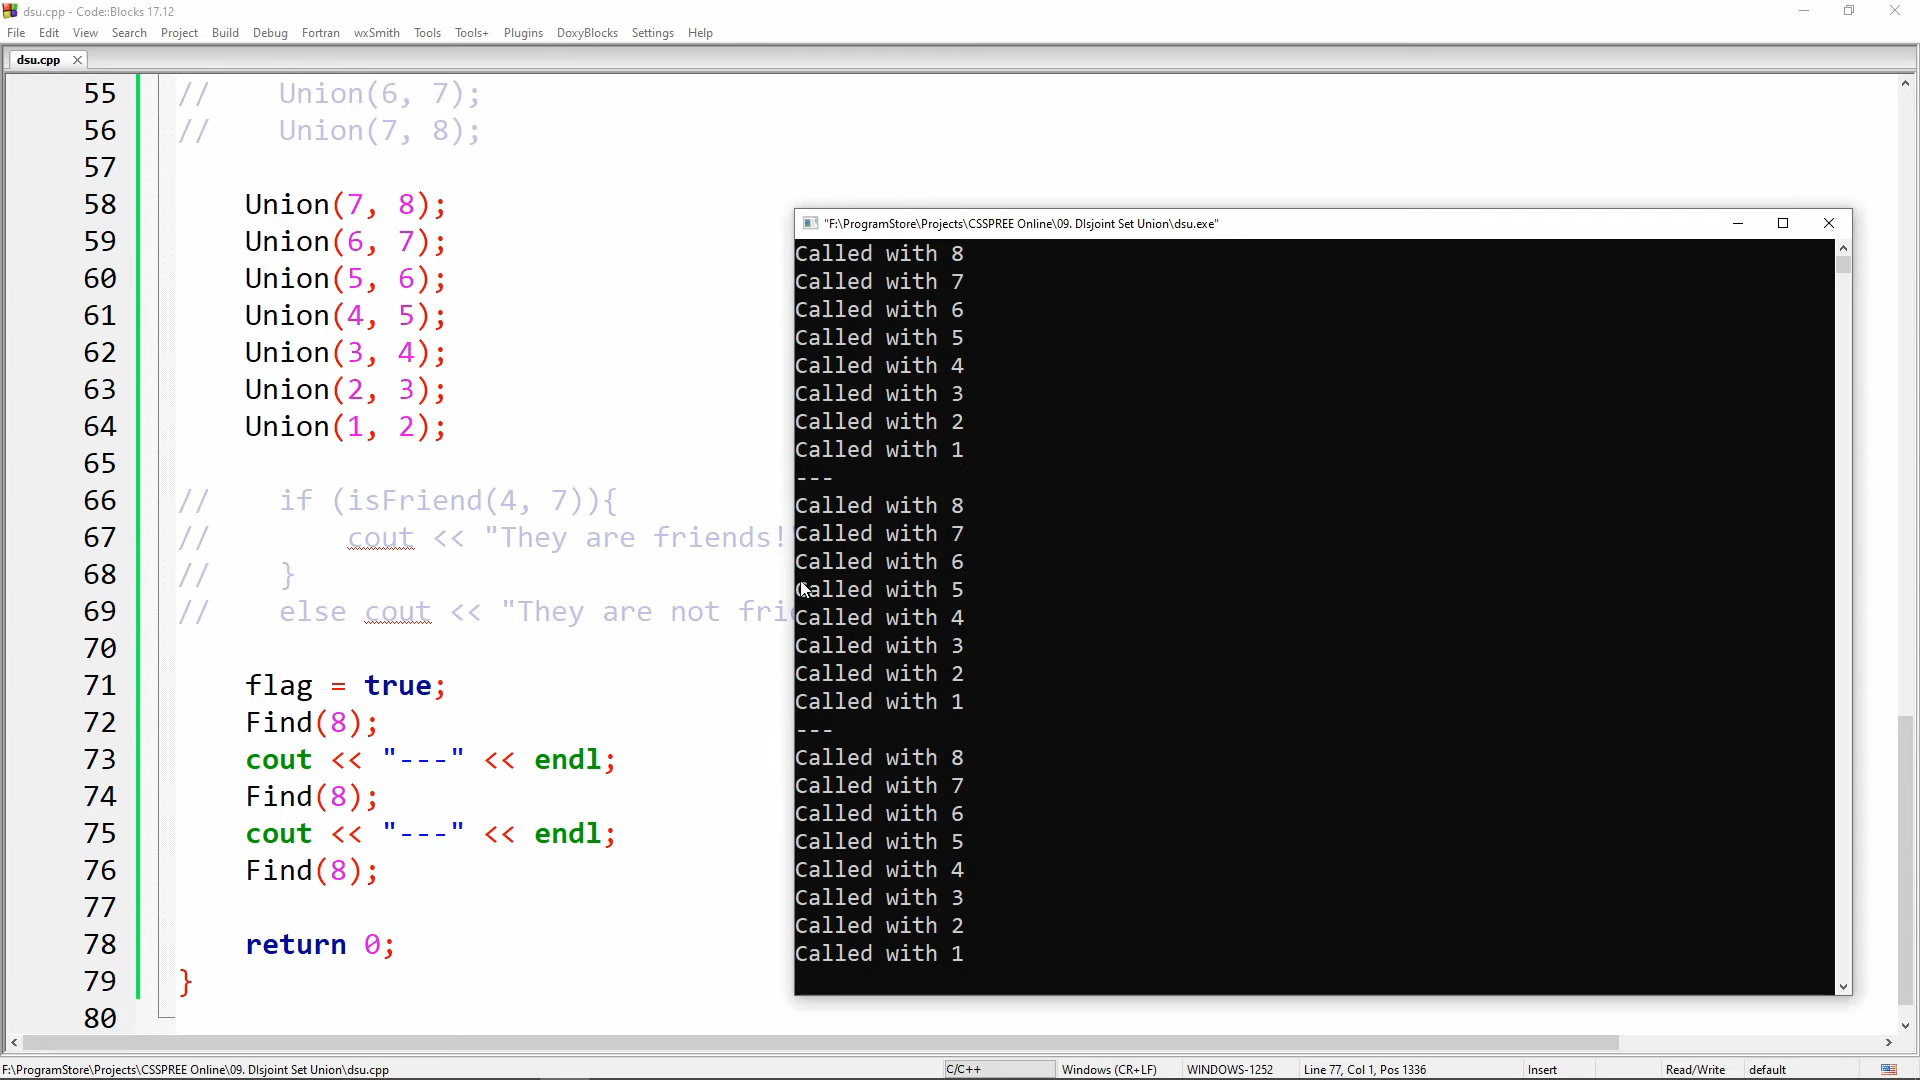 dsu.cpp - Code::Blocks 17.12
File Edit View Search Project Build Debug Fortran wxSmith Tools Tools+ Plugins DoxyBlocks Settings Help
dsu.cpp
55 // Union(6, 7);
56 // Union(7, 8);
57
58 Union(7, 8);
59 Union(6, 7);
60 Union(5, 6);
61 Union(4, 5);
62 Union(3, 4);
63 Union(2, 3);
64 Union(1, 2);
65
66 // if (isFriend(4, 7)){
67 // cout << "They are friends!
68 // }
69 // else cout << "They are not frie
70
71 flag = true;
72 Find(8);
73 cout << "---" << endl;
74 Find(8);
75 cout << "---" << endl;
76 Find(8);
77
78 return 0;
79 }
80
"F:\ProgramStore\Projects\CSSPREE Online\09. DIsjoint Set Union\dsu.exe"
Called with 8
Called with 7
Called with 6
Called with 5
Called with 4
Called with 3
Called with 2
Called with 1
---
Called with 8
Called with 7
Called with 6
Called with 5
Called with 4
Called with 3
Called with 2
Called with 1
---
Called with 8
Called with 7
Called with 6
Called with 5
Called with 4
Called with 3
Called with 2
Called with 1
F:\ProgramStore\Projects\CSSPREE Online\09. DIsjoint Set Union\dsu.cpp C/C++ Windows (CR+LF) WINDOWS-1252 Line 77, Col 1, Pos 1336 Insert Read/Write default